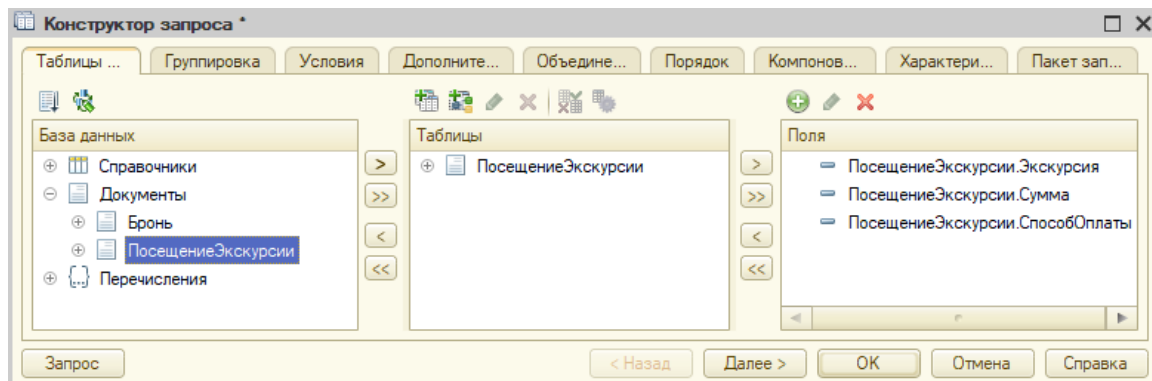 Конструктор запроса *
Таблицы ... Группировка Условия Дополните... Объедине... Порядок Компонов... Характери... Пакет зап...
База данных Таблицы Поля
Справочники ПосещениеЭкскурсии ПосещениеЭкскурсии.Экскурсия
Документы ПосещениеЭкскурсии.Сумма
Бронь ПосещениеЭкскурсии.СпособОплаты
ПосещениеЭкскурсии
Перечисления
Запрос < Назад Далее > OK Отмена Справка